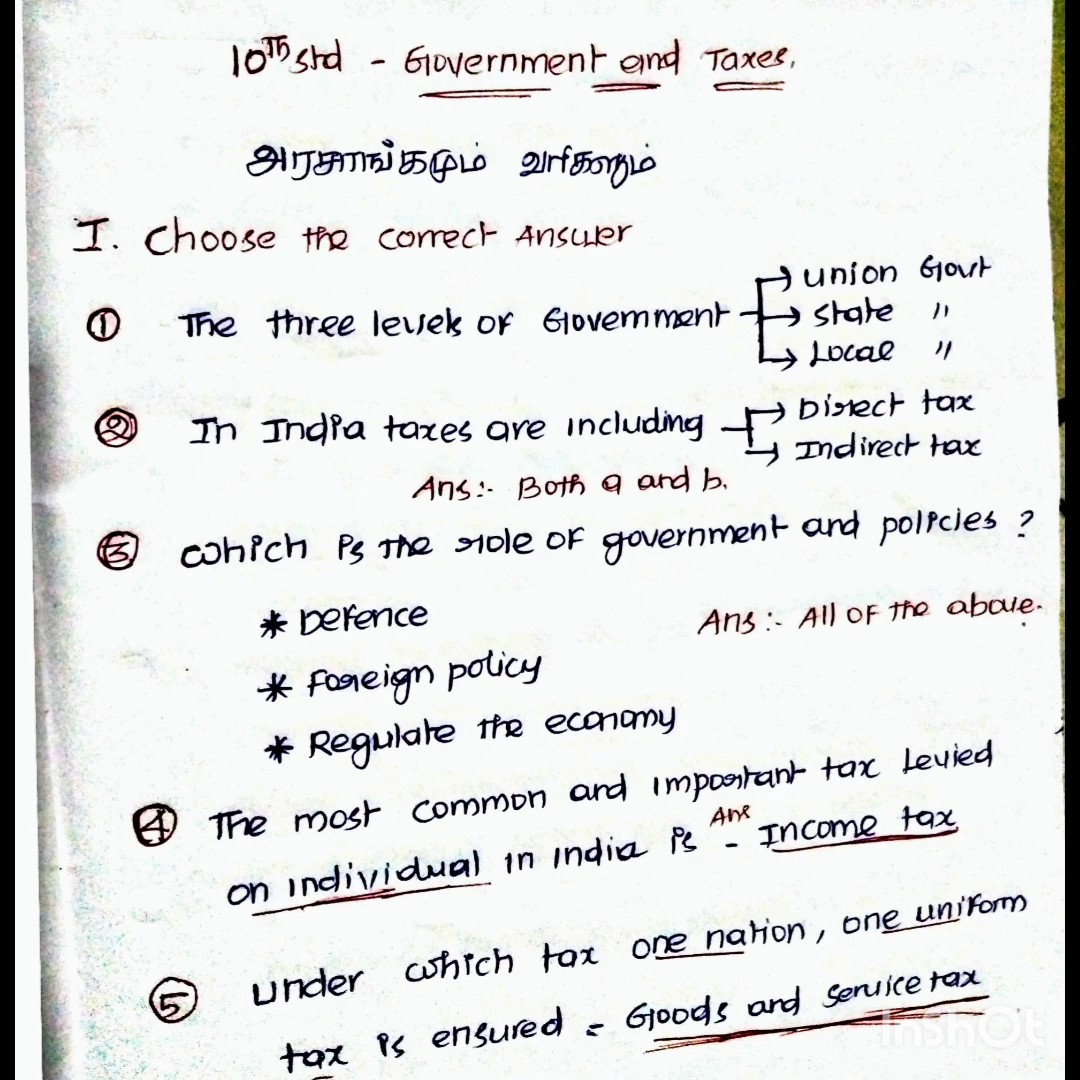 10Th std - Government and Taxes.
அரசாங்கமும் வரிகளும்
I. Choose the correct Answer
① The three levels of Government → union Govt
→ state "
→ Local "
② In India taxes are including → Direct tax
→ Indirect tax
Ans:- Both a and b.
③ which is the role of government and policies ?
* Defence
Ans:- All of the above.
* Foreign policy
* Regulate the economy
④ The most common and important tax Levied
on individual in india is - Ans Income tax
⑤ under which tax one nation, one uniform
tax is ensured = Goods and service tax
InShOt